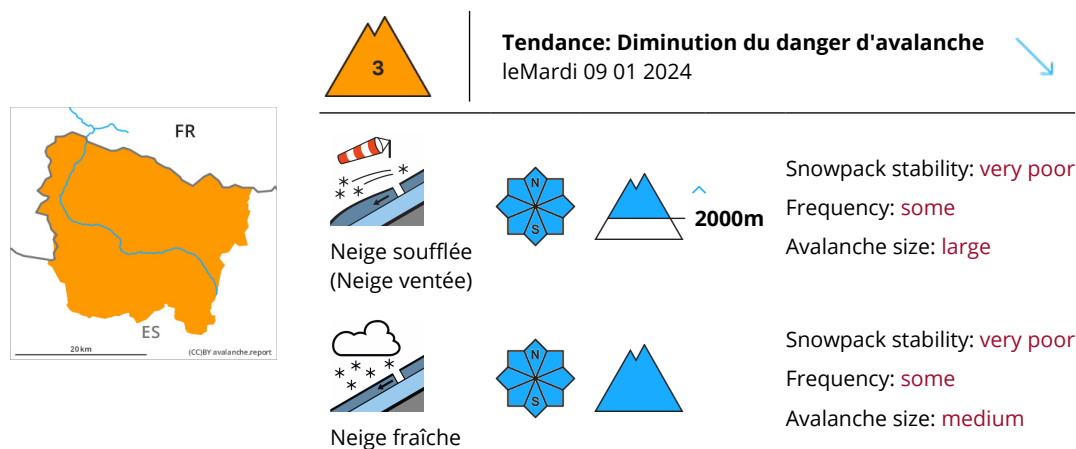 3
Tendance: Diminution du danger d'avalanche
leMardi 09 01 2024
FR
ES
20 km
(CC)BY avalanche.report
N
S
2000m
Neige soufflée
(Neige ventée)
Snowpack stability: very poor
Frequency: some
Avalanche size: large
N
S
Neige fraîche
Snowpack stability: very poor
Frequency: some
Avalanche size: medium